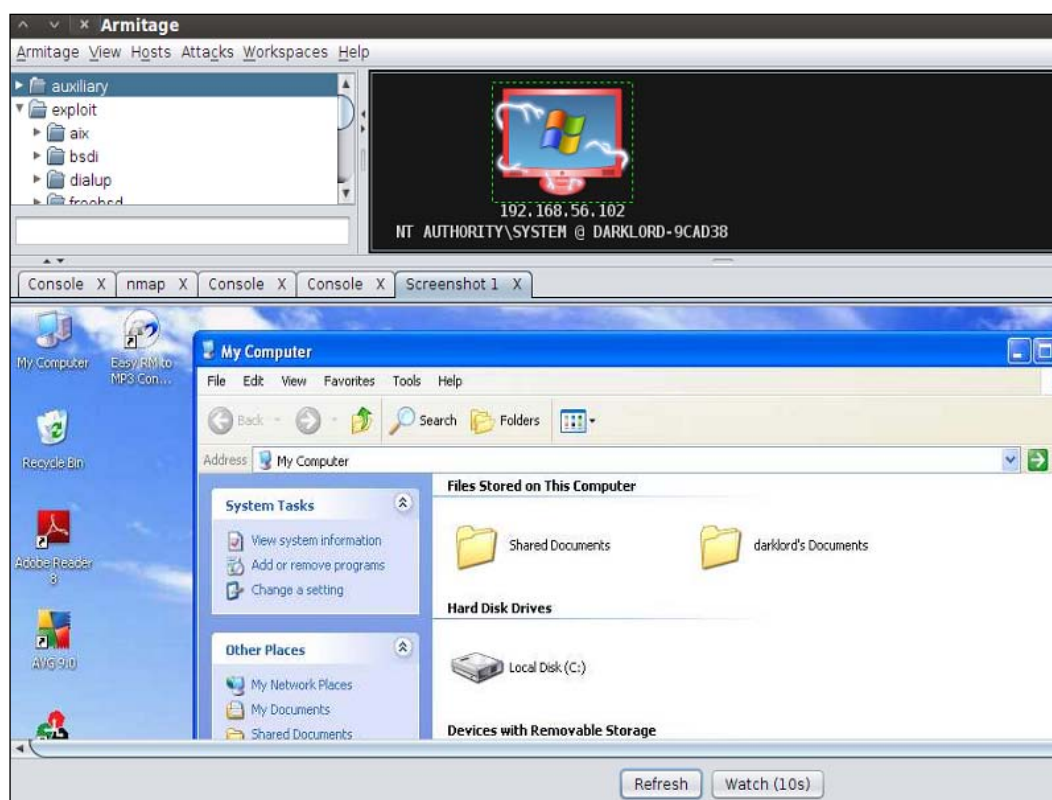 Armitage
Armitage View Hosts Attacks Workspaces Help
auxiliary
exploit
aix
bsdi
dialup
freebsd
192.168.56.102
NT AUTHORITY\SYSTEM @ DARKLORD-9CAD38
Console X nmap X Console X Console X Screenshot 1 X
My Computer
Easy RM to
MP3 Con...
Recycle Bin
Adobe Reader
8
AVG 9.0
My Computer
File Edit View Favorites Tools Help
Back Search Folders
Address My Computer
System Tasks
View system information
Add or remove programs
Change a setting
Other Places
My Network Places
My Documents
Shared Documents
Files Stored on This Computer
Shared Documents
darklord's Documents
Hard Disk Drives
Local Disk (C:)
Devices with Removable Storage
Refresh Watch (10s)